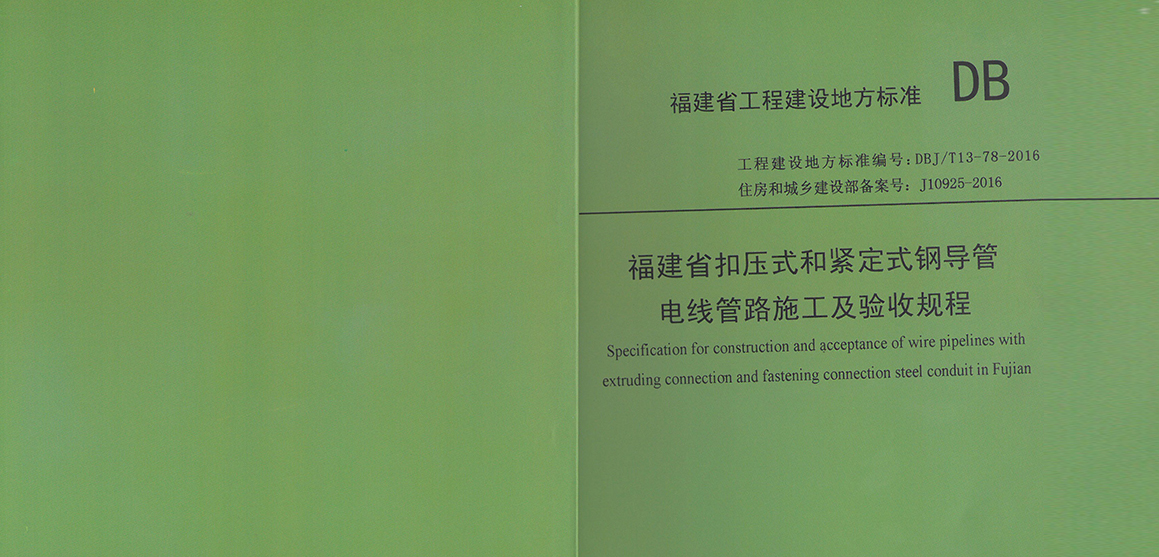 福建省工程建设地方标准 DB
工程建设地方标准编号:DBJ/T13-78-2016
住房和城乡建设部备案号: J10925-2016
福建省扣压式和紧定式钢导管
电线管路施工及验收规程
Specification for construction and acceptance of wire pipelines with
extruding connection and fastening connection steel conduit in Fujian